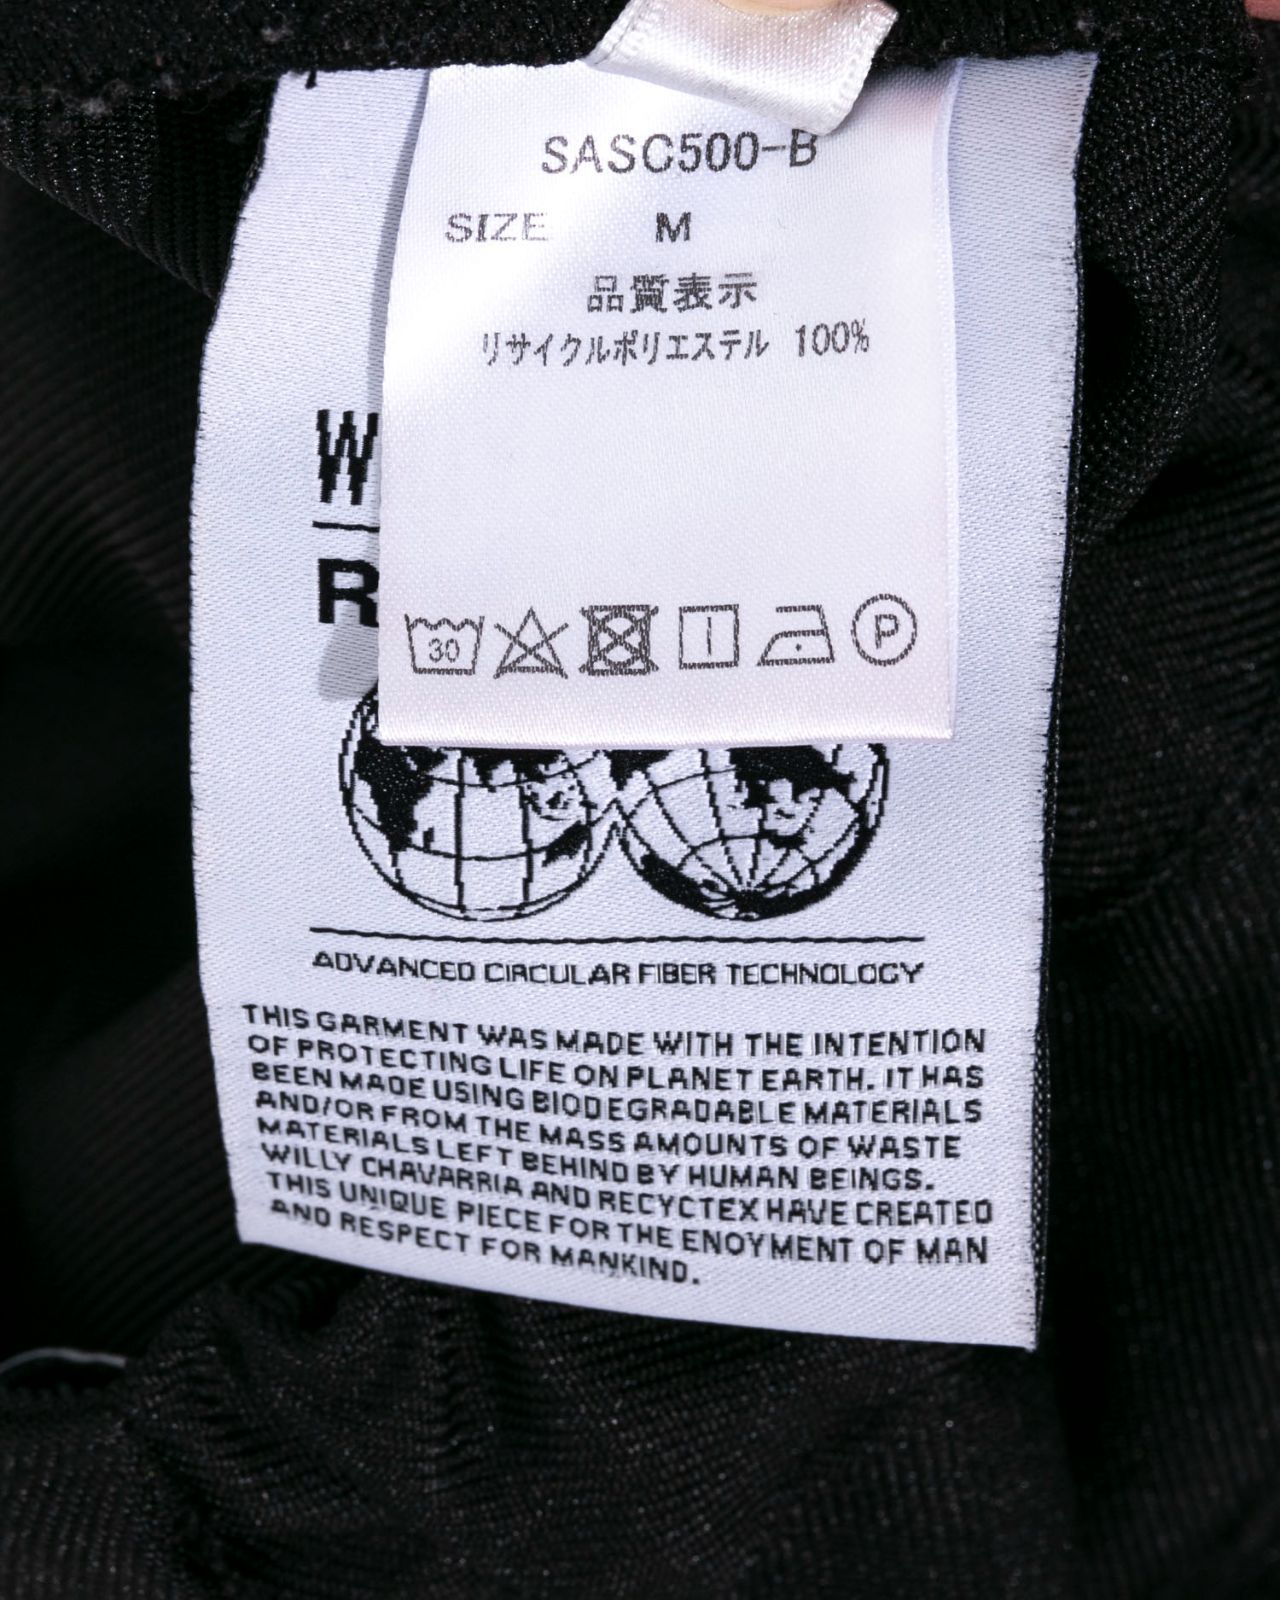 SASC500-B
SIZE M
品質表示
リサイクルポリエステル 100%
W
R
30
P
ADVANCED CIRCULAR FIBER TECHNOLOGY
THIS GARMENT WAS MADE WITH THE INTENTION
OF PROTECTING LIFE ON PLANET EARTH. IT HAS
BEEN MADE USING BIODEGRADABLE MATERIALS
AND/OR FROM THE MASS AMOUNTS OF WASTE
MATERIALS LEFT BEHIND BY HUMAN BEINGS.
WILLY CHAVARRIA AND RECYCTEX HAVE CREATED
THIS UNIQUE PIECE FOR THE ENOYMENT OF MAN
AND RESPECT FOR MANKIND.